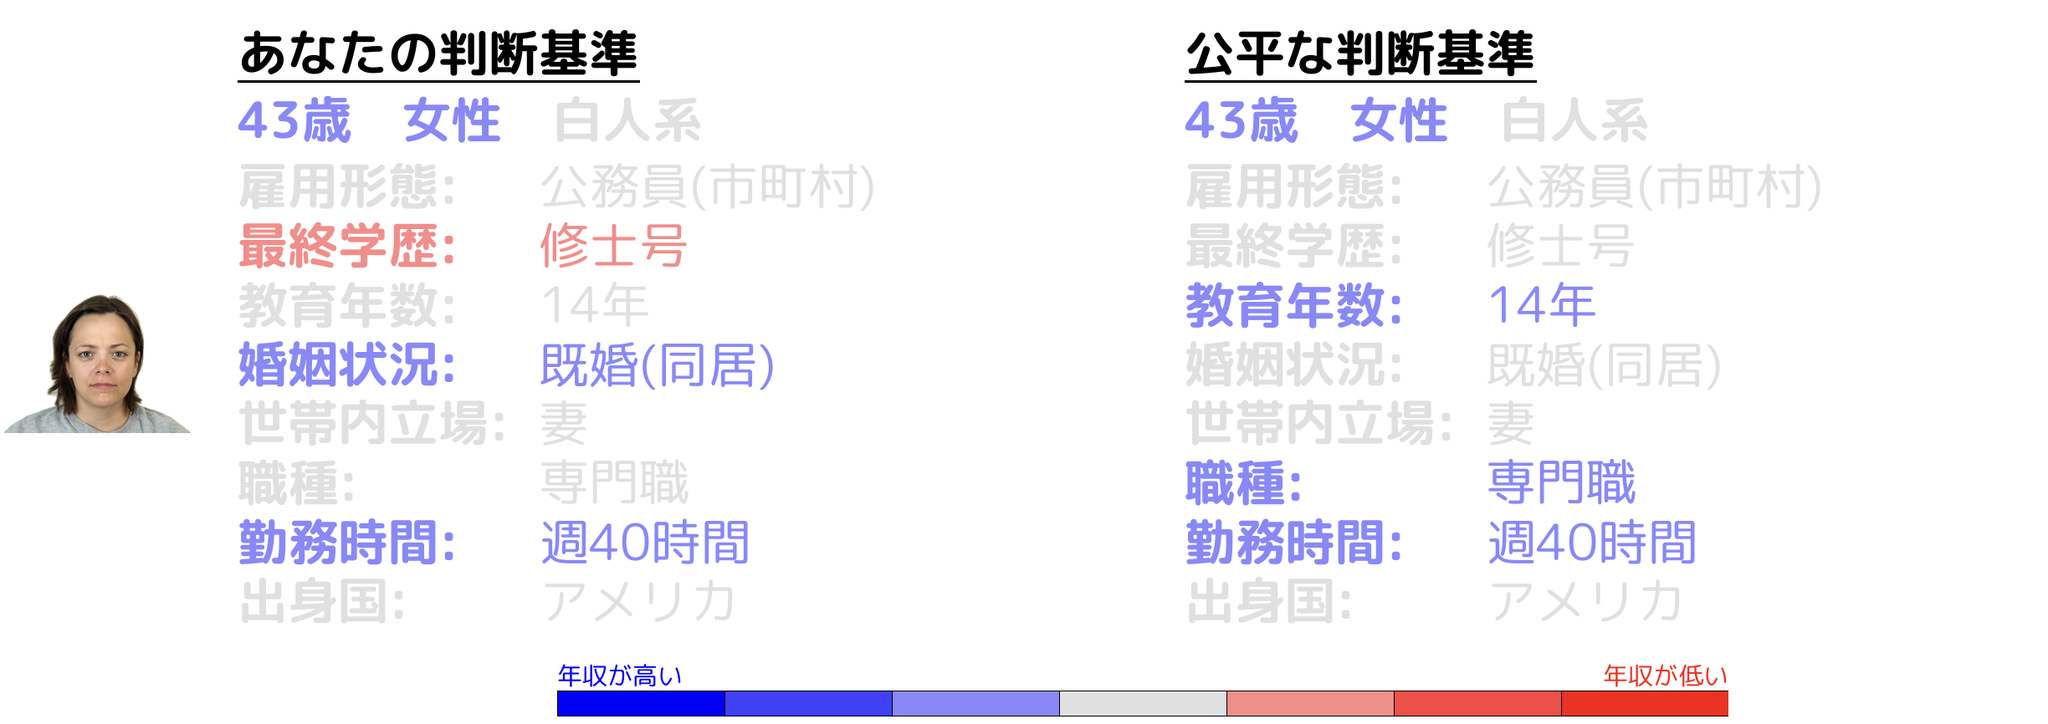 あなたの判断基準
43歳 女性 白人系
雇用形態: 公務員(市町村)
最終学歴: 修士号
教育年数: 14年
婚姻状況: 既婚(同居)
世帯内立場: 妻
職種: 専門職
勤務時間: 週40時間
出身国: アメリカ
公平な判断基準
43歳 女性 白人系
雇用形態: 公務員(市町村)
最終学歴: 修士号
教育年数: 14年
婚姻状況: 既婚(同居)
世帯内立場: 妻
職種: 専門職
勤務時間: 週40時間
出身国: アメリカ
年収が高い
年収が低い